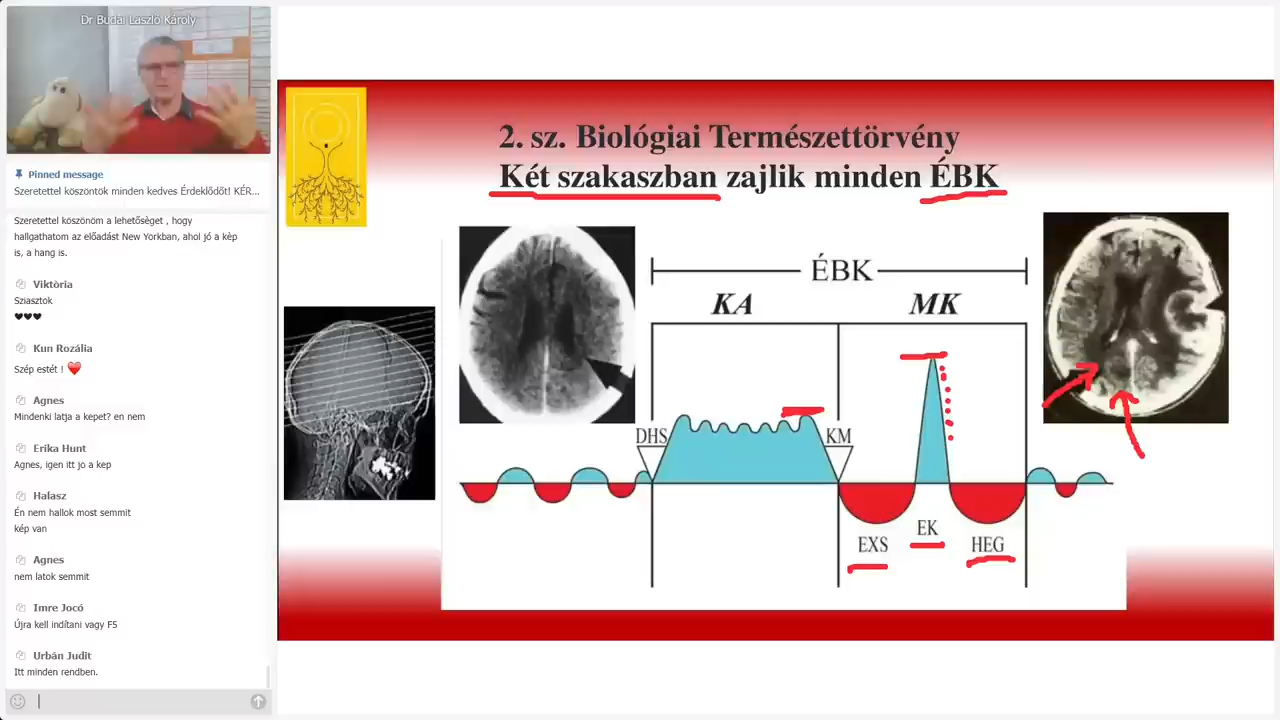 Dr Budai László Károly
Pinned message
Szeretettel köszöntök minden kedves Érdeklődőt! KÉR...
Szeretettel köszönöm a lehetősèget , hogy
hallgathatom az előadást New Yorkban, ahol jó a kèp
is, a hang is.
Viktòria
Sziasztok
♥♥♥
Kun Rozália
Szép estét ! ❤️
Agnes
Mindenki latja a kepet? en nem
Erika Hunt
Agnes, igen itt jo a kep
Halasz
Én nem hallok most semmit
kép van
Agnes
nem latok semmit
Imre Jocó
Újra kell indítani vagy F5
Urbán Judit
Itt minden rendben.
2. sz. Biológiai Természettörvény
Két szakaszban zajlik minden ÉBK
ÉBK
KA MK
DHS KM
EXS EK HEG